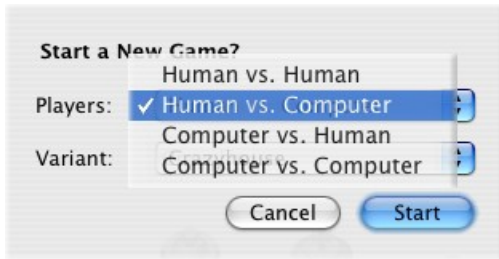 Start a New Game?
Human vs. Human
Players: ✓ Human vs. Computer
Computer vs. Human
Variant: Crazyhouse
Computer vs. Computer
Cancel Start